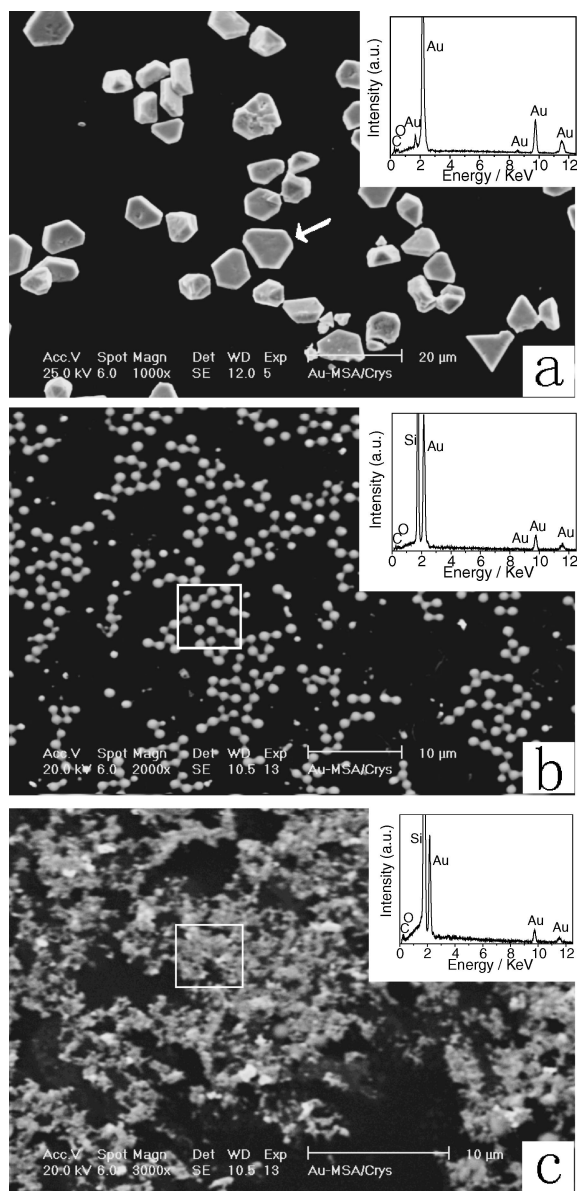 Intensity (a.u.)
Au
C O Au
Au
Au
Au
0 2 4 6 8 10 12
Energy / KeV
Acc.V Spot Magn Det WD Exp 20 μm
25.0 kV 6.0 1000x SE 12.0 5 Au-MSA/Crys
a
Intensity (a.u.)
Si Au
C O
Au Au
Au
0 2 4 6 8 10 12
Energy / KeV
Acc.V Spot Magn Det WD Exp 10 μm
20.0 kV 6.0 2000x SE 10.5 13 Au-MSA/Crys
b
Intensity (a.u.)
Si
Au
C O
Au
Au
0 2 4 6 8 10 12
Energy / KeV
Acc.V Spot Magn Det WD Exp 10 μm
20.0 kV 6.0 3000x SE 10.5 13 Au-MSA/Crys
c